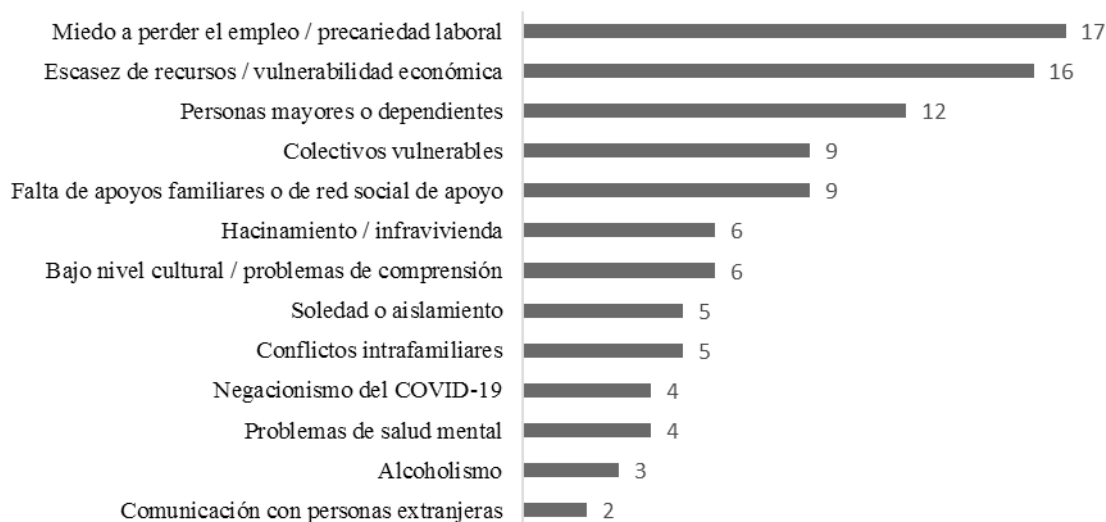 Miedo a perder el empleo / precariedad laboral 17
Escasez de recursos / vulnerabilidad económica 16
Personas mayores o dependientes 12
Colectivos vulnerables 9
Falta de apoyos familiares o de red social de apoyo 9
Hacinamiento / infravivienda 6
Bajo nivel cultural / problemas de comprensión 6
Soledad o aislamiento 5
Conflictos intrafamiliares 5
Negacionismo del COVID-19 4
Problemas de salud mental 4
Alcoholismo 3
Comunicación con personas extranjeras 2